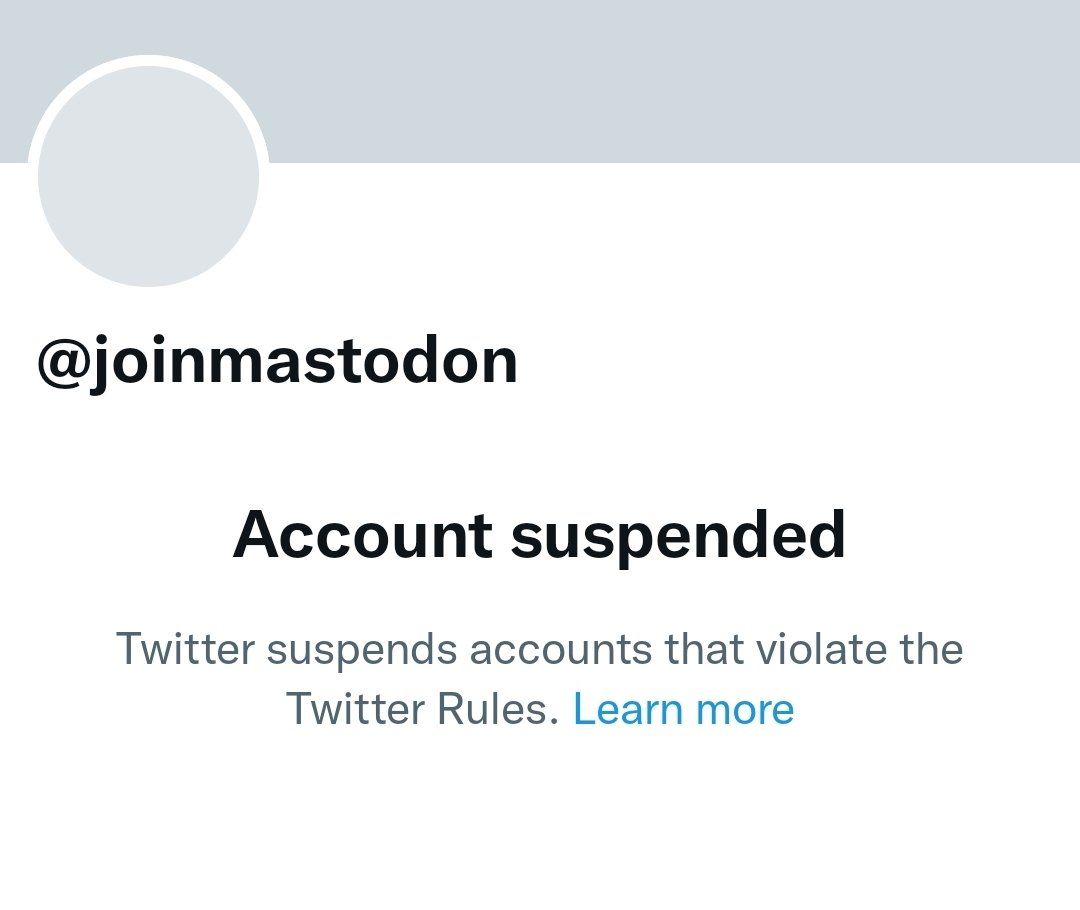 @joinmastodon
Account suspended
Twitter suspends accounts that violate the
Twitter Rules. Learn more